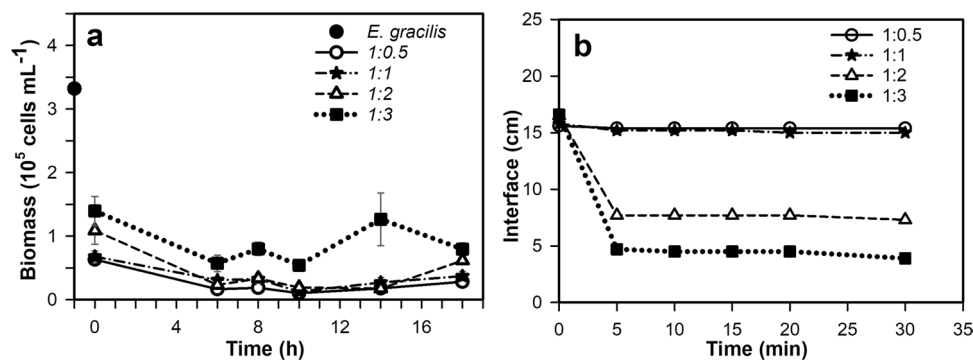 a
E. gracilis
1:0.5
1:1
1:2
1:3
Biomass (10⁵ cells mL⁻¹)
4
3
2
1
0
0 4 8 12 16
Time (h)
b
1:0.5
1:1
1:2
1:3
Interface (cm)
25
20
15
10
5
0
0 5 10 15 20 25 30 35
Time (min)